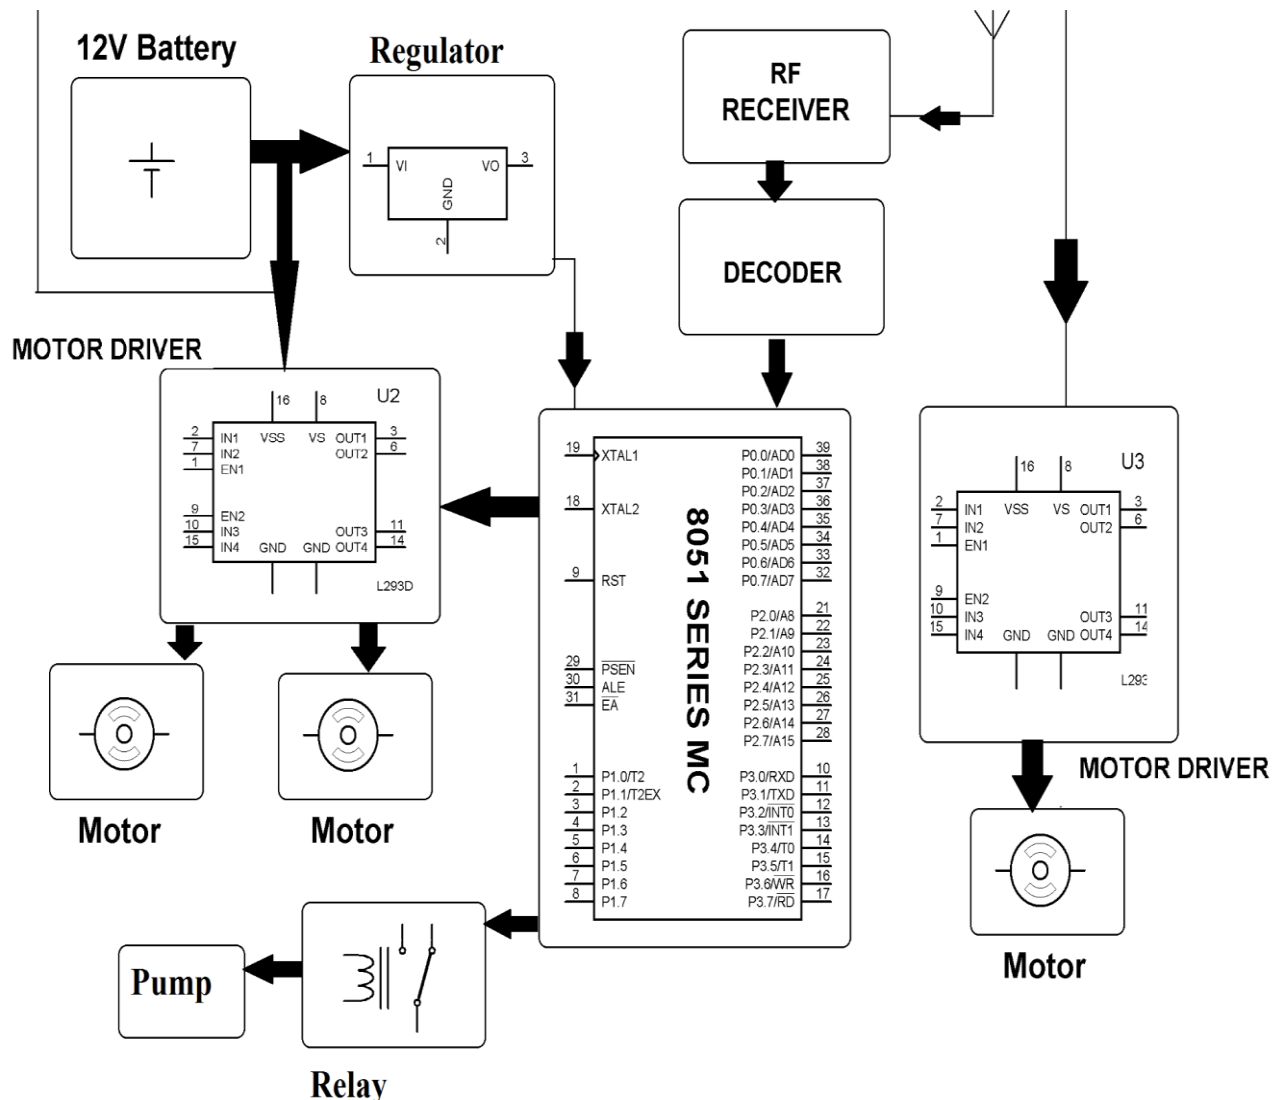 12V Battery
Regulator
1
VI
VO
3
GND
2
RF
RECEIVER
DECODER
MOTOR DRIVER
U2
16
8
2
IN1
VSS
VS
OUT1
3
7
IN2
OUT2
6
1
EN1
9
EN2
10
IN3
OUT3
11
15
IN4
GND
GND
OUT4
14
L293D
Motor
Motor
8051 SERIES MC
19
XTAL1
18
XTAL2
9
RST
29
PSEN
30
ALE
31
EA
1
P1.0/T2
2
P1.1/T2EX
3
P1.2
4
P1.3
5
P1.4
6
P1.5
7
P1.6
8
P1.7
P0.0/AD0
39
P0.1/AD1
38
P0.2/AD2
37
P0.3/AD3
36
P0.4/AD4
35
P0.5/AD5
34
P0.6/AD6
33
P0.7/AD7
32
P2.0/A8
21
P2.1/A9
22
P2.2/A10
23
P2.3/A11
24
P2.4/A12
25
P2.5/A13
26
P2.6/A14
27
P2.7/A15
28
P3.0/RXD
10
P3.1/TXD
11
P3.2/INT0
12
P3.3/INT1
13
P3.4/T0
14
P3.5/T1
15
P3.6/WR
16
P3.7/RD
17
U3
16
8
2
IN1
VSS
VS
OUT1
3
7
IN2
OUT2
6
1
EN1
9
EN2
10
IN3
OUT3
11
15
IN4
GND
GND
OUT4
14
L293
MOTOR DRIVER
Motor
Pump
Relay